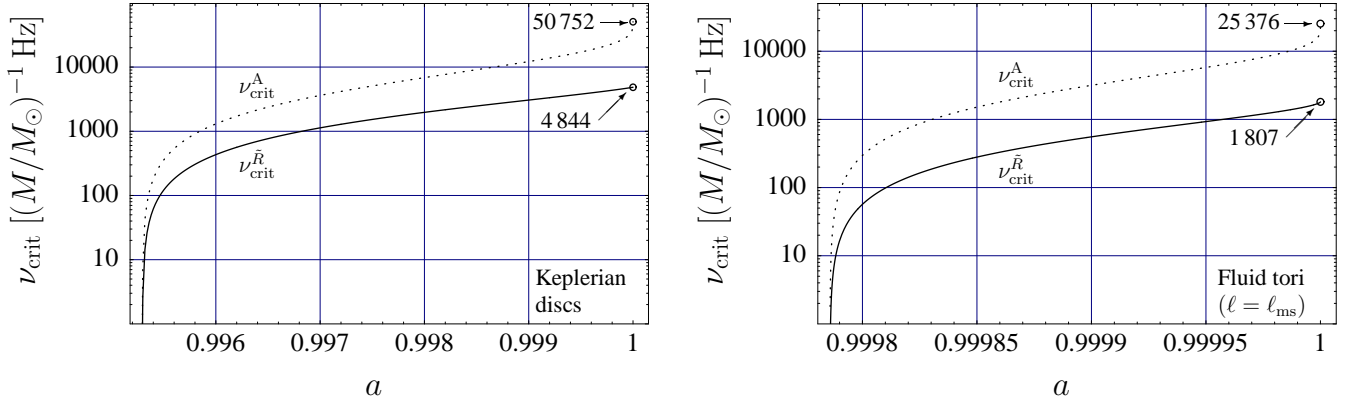 ν_crit [(M/M_⊙)^−1 Hz]
10000
1000
100
10
50 752
ν^A_crit
4 844
ν^R̃_crit
Keplerian
discs
0.996 0.997 0.998 0.999 1
a
ν_crit [(M/M_⊙)^−1 Hz]
10000
1000
100
10
25 376
ν^A_crit
1 807
ν^R̃_crit
Fluid tori
(ℓ = ℓ_ms)
0.9998 0.99985 0.9999 0.99995 1
a